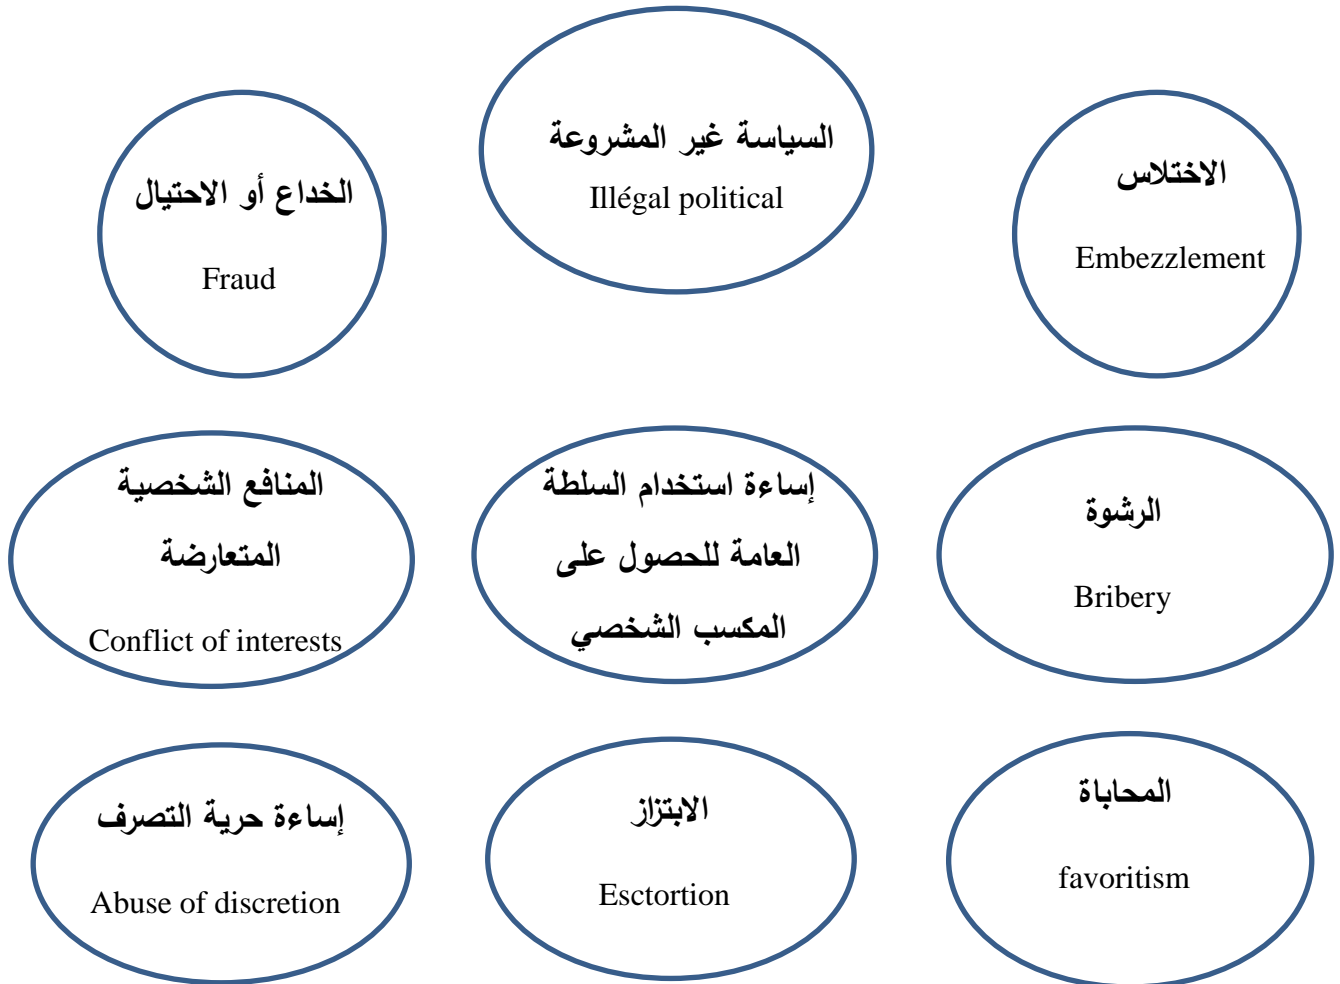 السياسة غير المشروعة
Illégal political
الاختلاس
Embezzlement
الخداع أو الاحتيال
Fraud
الرشوة
Bribery
إساءة استخدام السلطة
العامة للحصول على
المكسب الشخصي
المنافع الشخصية
المتعارضة
Conflict of interests
المحاباة
favoritism
الابتزاز
Esctortion
إساءة حرية التصرف
Abuse of discretion